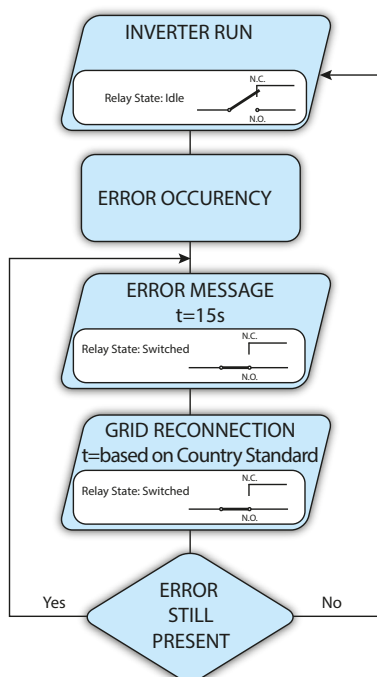 INVERTER RUN
N.C.
Relay State: Idle
N.O.
ERROR OCCURENCY
ERROR MESSAGE
t=15s
N.C.
Relay State: Switched
N.O.
GRID RECONNECTION
t=based on Country Standard
N.C.
Relay State: Switched
N.O.
Yes
ERROR
STILL
PRESENT
No